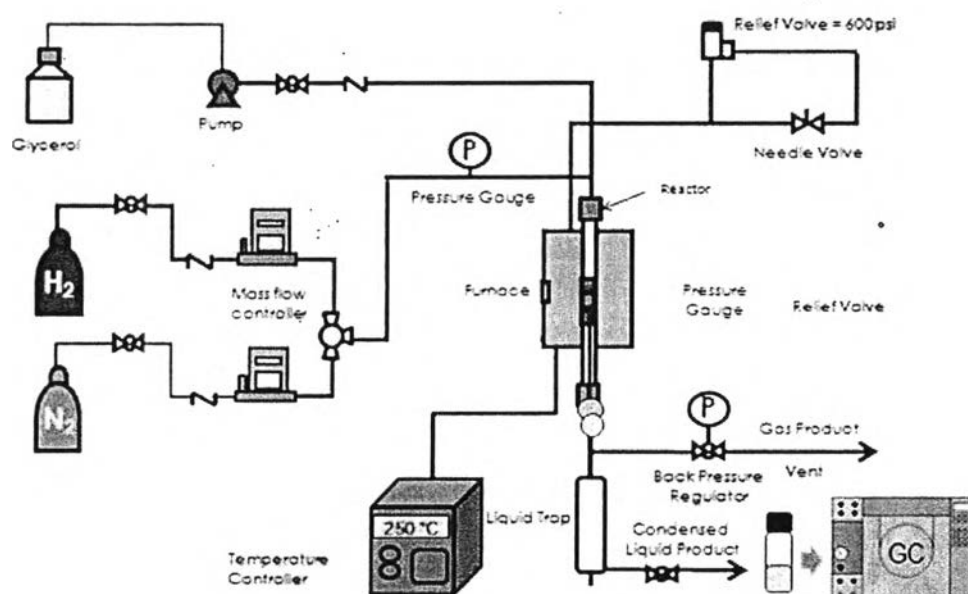 Relief Valve = 600psi
Glycerol
Pump
Needle Valve
P
Pressure Gauge
Reactor
H2
Mass flow
controller
Furnace
Pressure
Gauge
Relief Valve
N2
P
Gas Product
Vent
Back Pressure
Regulator
250 °C
Liquid Trap
Condensed
Liquid Product
GC
Temperature
Controller